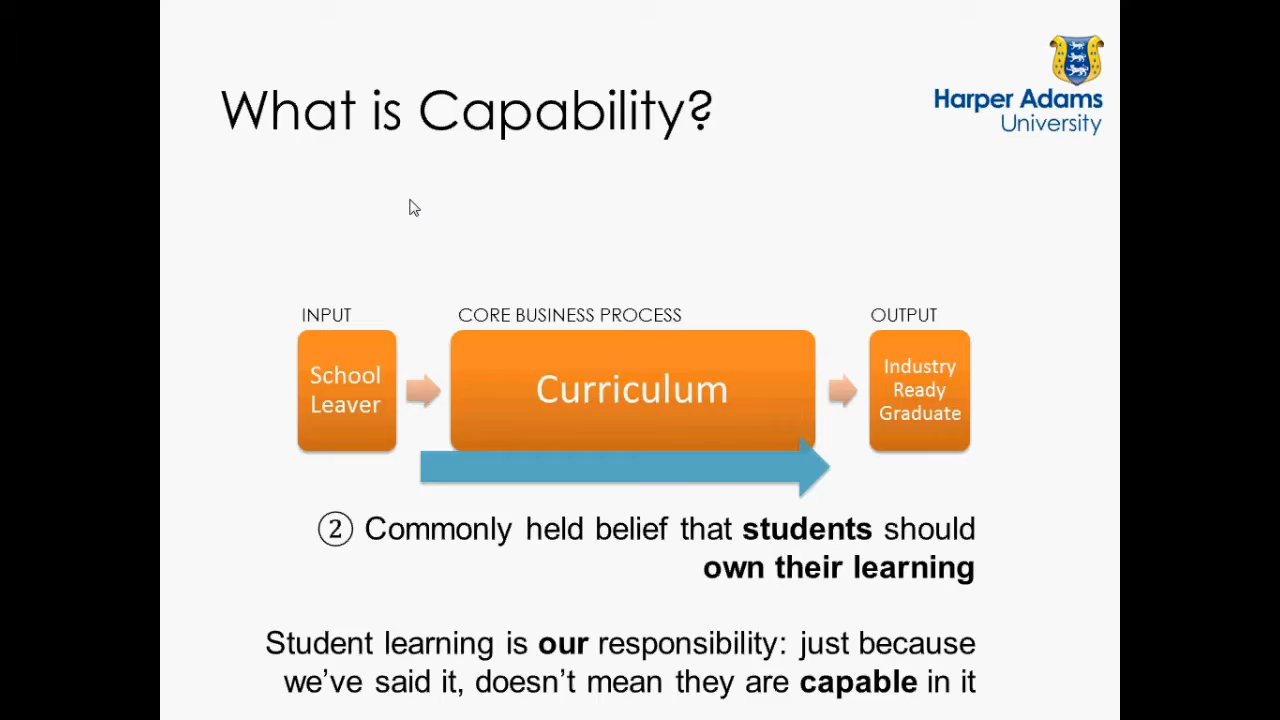 Harper Adams
University
What is Capability?
INPUT
CORE BUSINESS PROCESS
OUTPUT
School
Leaver
Curriculum
Industry
Ready
Graduate
② Commonly held belief that students should
own their learning
Student learning is our responsibility: just because
we’ve said it, doesn’t mean they are capable in it